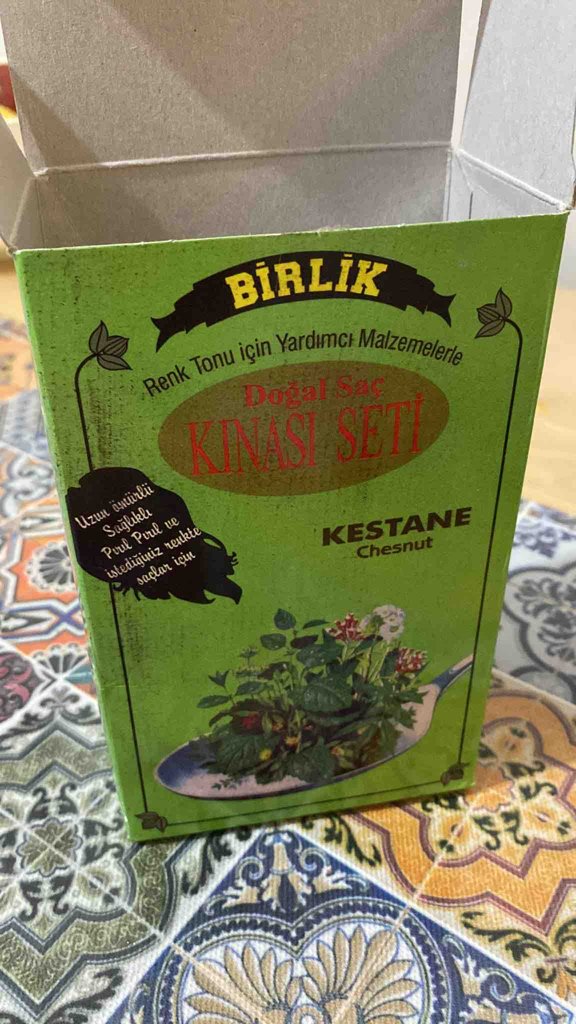 BİRLİK
Renk Tonu için Yardımcı Malzemelerle
Doğal Saç
KINASI SETİ
KESTANE
Chesnut
Uzun ömürlü
Sağlıklı
Pırıl Pırıl ve
istediğiniz renkte
saçlar için